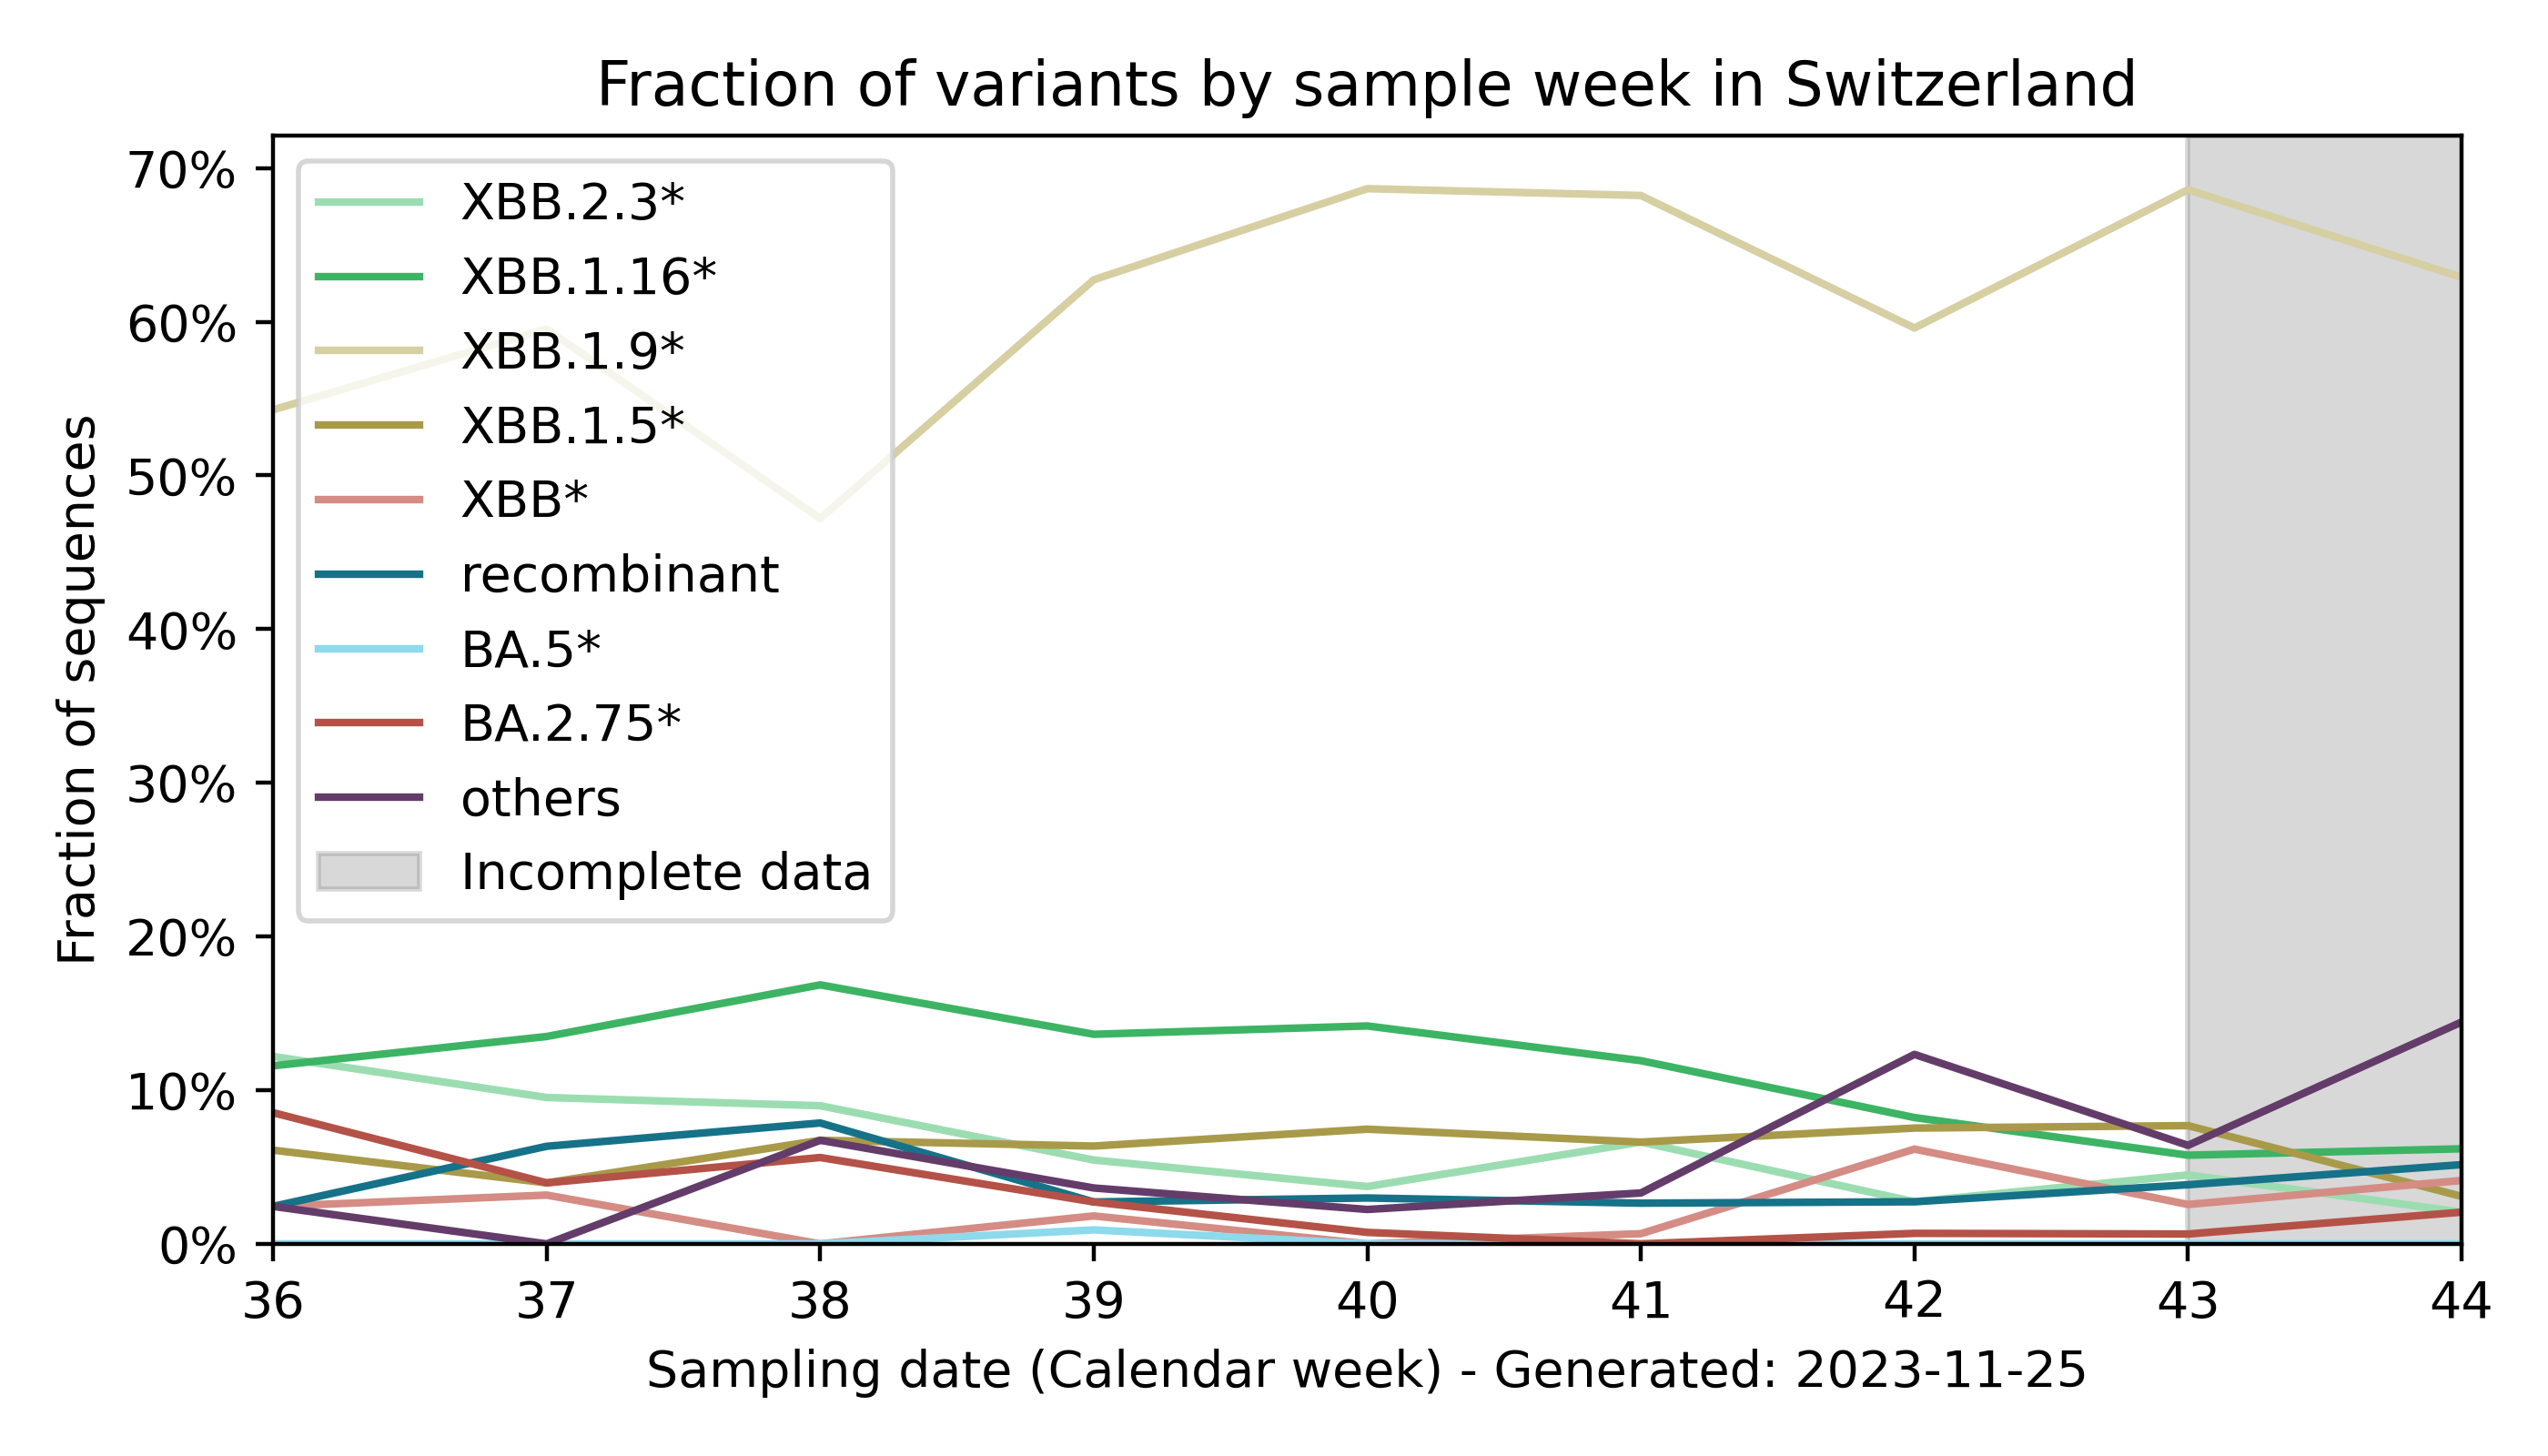 Fraction of variants by sample week in Switzerland
70%
60%
50%
40%
30%
20%
10%
0%
Fraction of sequences
XBB.2.3*
XBB.1.16*
XBB.1.9*
XBB.1.5*
XBB*
recombinant
BA.5*
BA.2.75*
others
Incomplete data
36 37 38 39 40 41 42 43 44
Sampling date (Calendar week) - Generated: 2023-11-25